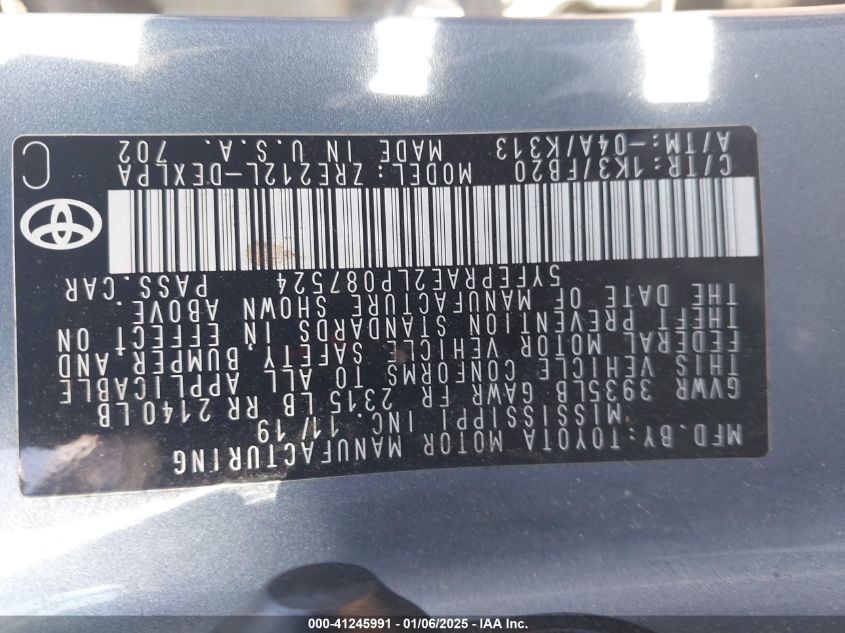 MFD.BY:TOYOTA MOTOR MANUFACTURING
MISSISSIPPI INC. 11/19
GVWR 3935LB GAWR FR 2315 LB RR 2140LB
THIS VEHICLE CONFORMS TO ALL APPLICABLE
FEDERAL MOTOR VEHICLE SAFETY BUMPER AND
THEFT PREVENTION STANDARDS IN EFFECT ON
THE DATE OF MANUFACTURE SHOWN ABOVE.
5YFEPRAE2LP087524 PASS.CAR
C/TR:1K3/FB20 MODEL:ZRE212L-DEXLPA
A/TM:-04A/K313 MADE IN U.S.A. 702
C
000-41245991 - 01/06/2025 - IAA Inc.